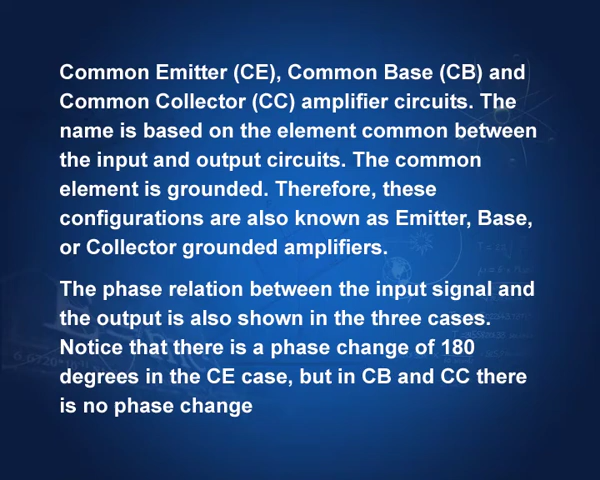 Common Emitter (CE), Common Base (CB) and
Common Collector (CC) amplifier circuits. The
name is based on the element common between
the input and output circuits. The common
element is grounded. Therefore, these
configurations are also known as Emitter, Base,
or Collector grounded amplifiers.
The phase relation between the input signal and
the output is also shown in the three cases.
Notice that there is a phase change of 180
degrees in the CE case, but in CB and CC there
is no phase change